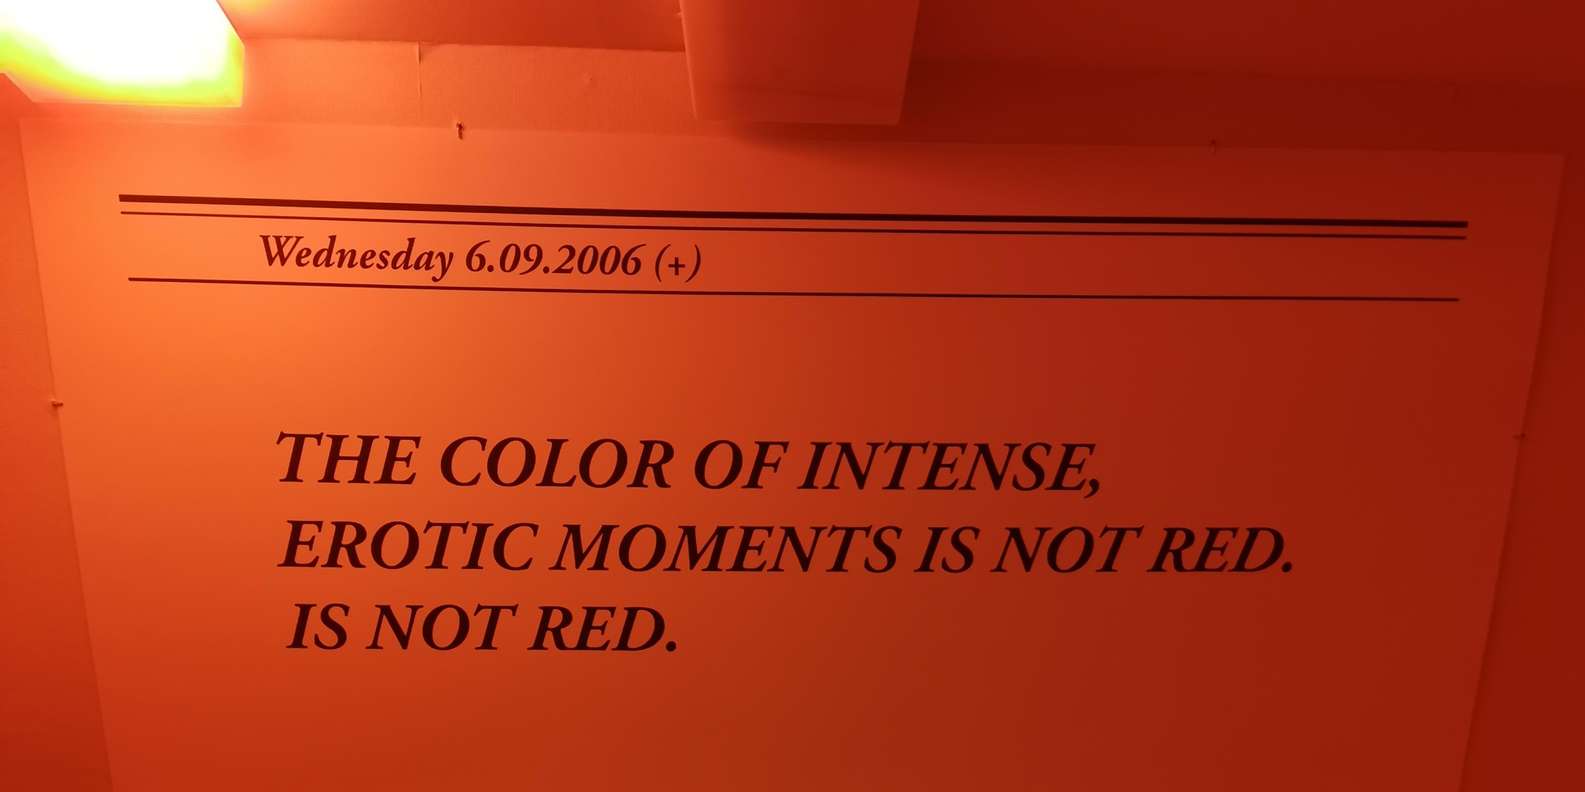 Wednesday 6.09.2006 (+)
THE COLOR OF INTENSE,
EROTIC MOMENTS IS NOT RED.
IS NOT RED.